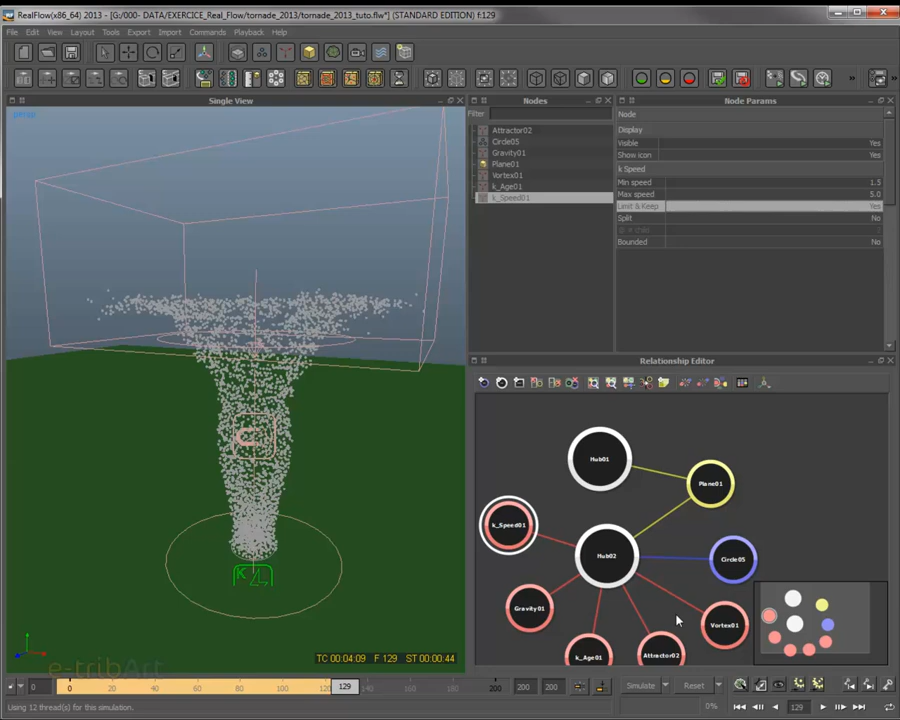 RealFlow(x86_64) 2013 - [G:/000- DATA/EXERCICE_Real_Flow/tornade_2013/tornade_2013_tuto.flw*] (STANDARD EDITION) f:129
File Edit View Layout Tools Export Import Commands Playback Help
Single View
persp
Nodes
Filter
Attractor02
Circle05
Gravity01
Plane01
Vortex01
k_Age01
k_Speed01
Node Params
Node
Display
Visible Yes
Show icon Yes
k Speed
Min speed 1.5
Max speed 5.0
Limit & Keep Yes
Split No
Bounded No
Relationship Editor
Hub01
Plane01
k_Speed01
Hub02
Circle05
Gravity01
Vortex01
k_Age01
Attractor02
TC 00:04:09 F 129 ST 00:00:44
e-tribArt
0 0 20 40 60 80 100 120 129 200 200 200
Simulate Reset
Using 12 thread(s) for this simulation.
0% 129